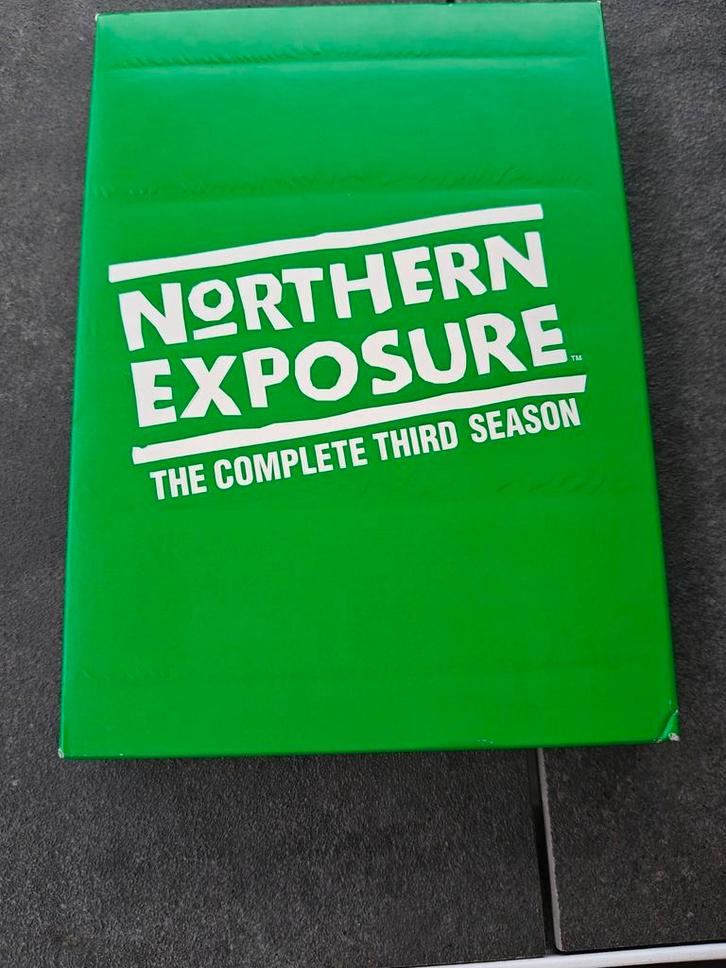 NORTHERN
EXPOSURE™
THE COMPLETE THIRD SEASON